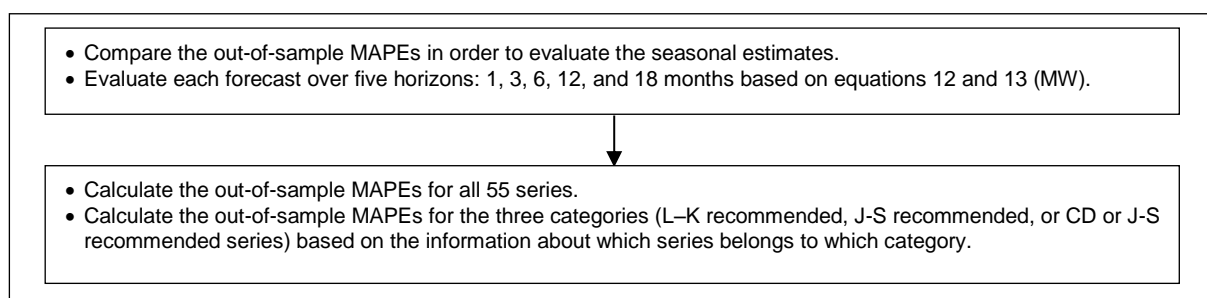 • Compare the out-of-sample MAPEs in order to evaluate the seasonal estimates.
• Evaluate each forecast over five horizons: 1, 3, 6, 12, and 18 months based on equations 12 and 13 (MW).
• Calculate the out-of-sample MAPEs for all 55 series.
• Calculate the out-of-sample MAPEs for the three categories (L–K recommended, J-S recommended, or CD or J-S
recommended series) based on the information about which series belongs to which category.